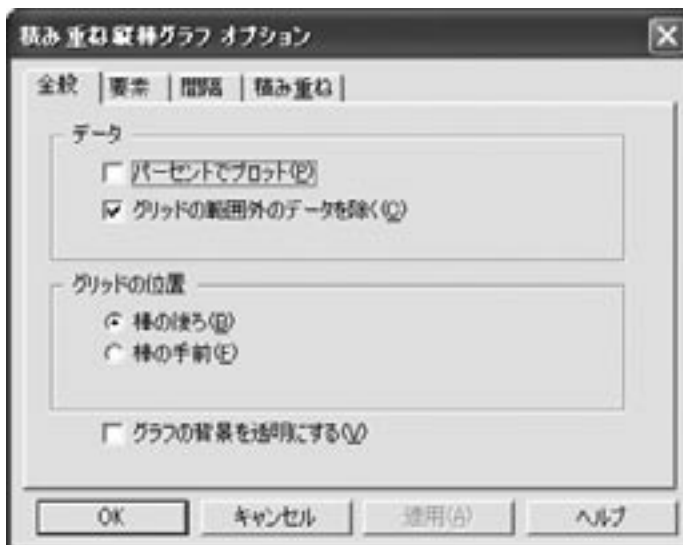 積み重ね縦棒グラフ オプション
全般 要素 間隔 積み重ね
データ
パーセントでプロット(P)
グリッドの範囲外のデータを除く(C)
グリッドの位置
棒の後ろ(B)
棒の手前(F)
グラフの背景を透明にする(V)
OK キャンセル 適用(A) ヘルプ